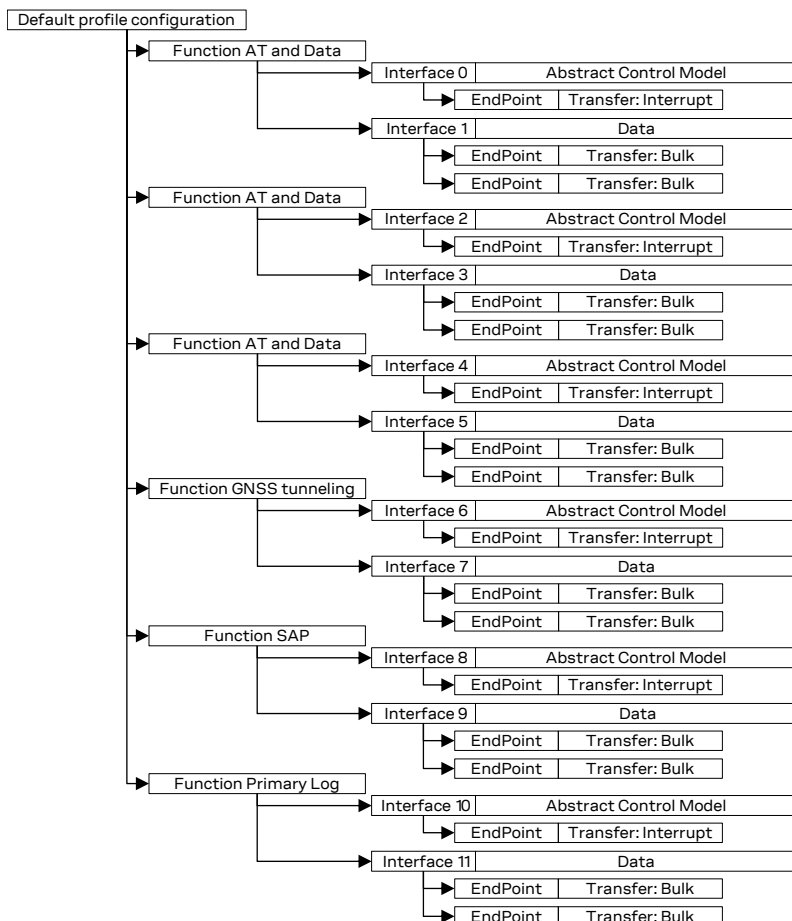 Default profile configuration
Function AT and Data
Interface 0 Abstract Control Model
EndPoint Transfer: Interrupt
Interface 1 Data
EndPoint Transfer: Bulk
EndPoint Transfer: Bulk
Function AT and Data
Interface 2 Abstract Control Model
EndPoint Transfer: Interrupt
Interface 3 Data
EndPoint Transfer: Bulk
EndPoint Transfer: Bulk
Function AT and Data
Interface 4 Abstract Control Model
EndPoint Transfer: Interrupt
Interface 5 Data
EndPoint Transfer: Bulk
EndPoint Transfer: Bulk
Function GNSS tunneling
Interface 6 Abstract Control Model
EndPoint Transfer: Interrupt
Interface 7 Data
EndPoint Transfer: Bulk
EndPoint Transfer: Bulk
Function SAP
Interface 8 Abstract Control Model
EndPoint Transfer: Interrupt
Interface 9 Data
EndPoint Transfer: Bulk
EndPoint Transfer: Bulk
Function Primary Log
Interface 10 Abstract Control Model
EndPoint Transfer: Interrupt
Interface 11 Data
EndPoint Transfer: Bulk
EndPoint Transfer: Bulk